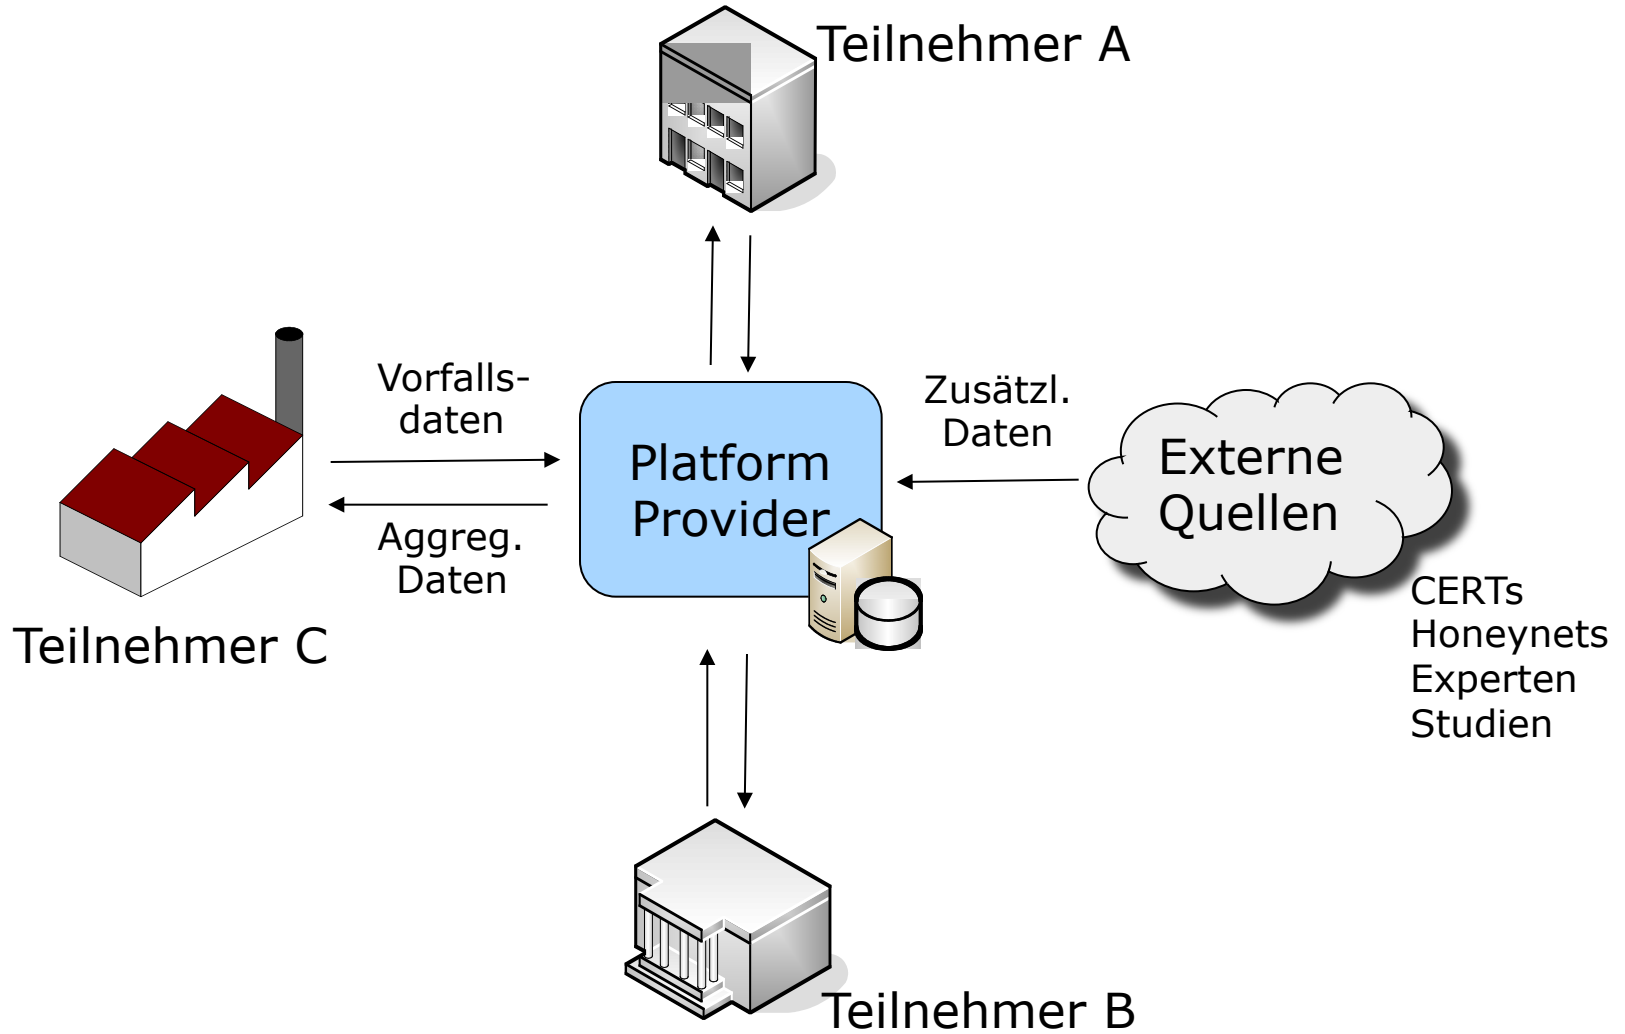 Teilnehmer A
Vorfalls-
daten
Aggreg.
Daten
Teilnehmer C
Platform
Provider
Zusätzl.
Daten
Externe
Quellen
CERTs
Honeynets
Experten
Studien
Teilnehmer B